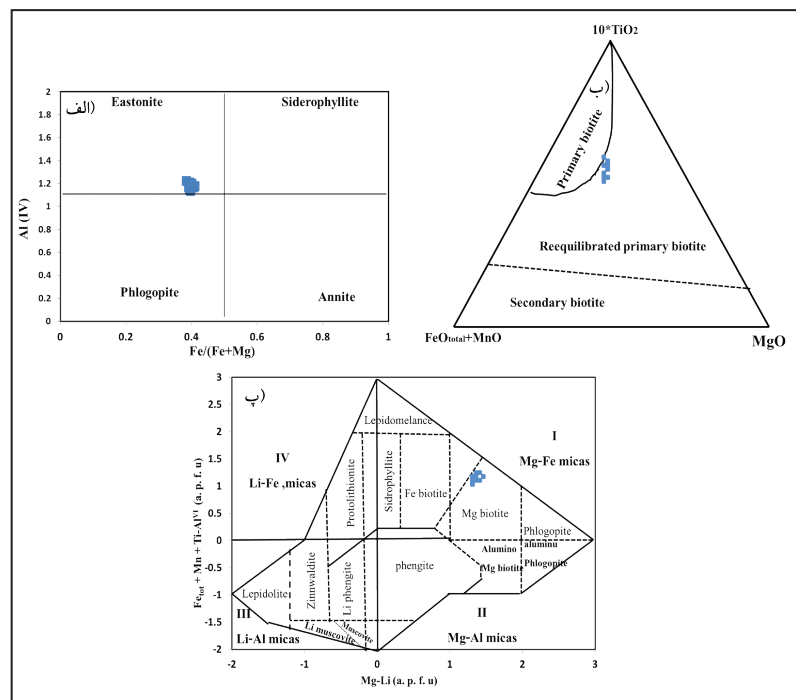 الف)
Eastonite
Siderophyllite
Phlogopite
Annite
Al (IV)
2
1.8
1.6
1.4
1.2
1
0.8
0.6
0.4
0.2
0
0 0.2 0.4 0.6 0.8 1
Fe/(Fe+Mg)
10*TiO2
ب)
Primary biotite
Reequilibrated primary biotite
Secondary biotite
FeOtotal+MnO
MgO
پ)
Lepidomelance
I
Mg-Fe micas
IV
Li-Fe ,micas
Protolithionite
Sidrophyllite
Fe biotite
Mg biotite
Phlogopite
Alumino
Mg biotite
aluminu
Phlogopite
phengite
Lepidolite
Zinnwaldite
Li phengite
Li muscovite
Muscovite
III
Li-Al micas
II
Mg-Al micas
Fetot + Mn + Ti-AlVI (a. p. f. u)
3
2.5
2
1.5
1
0.5
0
-0.5
-1
-1.5
-2
-2 -1 0 1 2 3
Mg-Li (a. p. f. u)